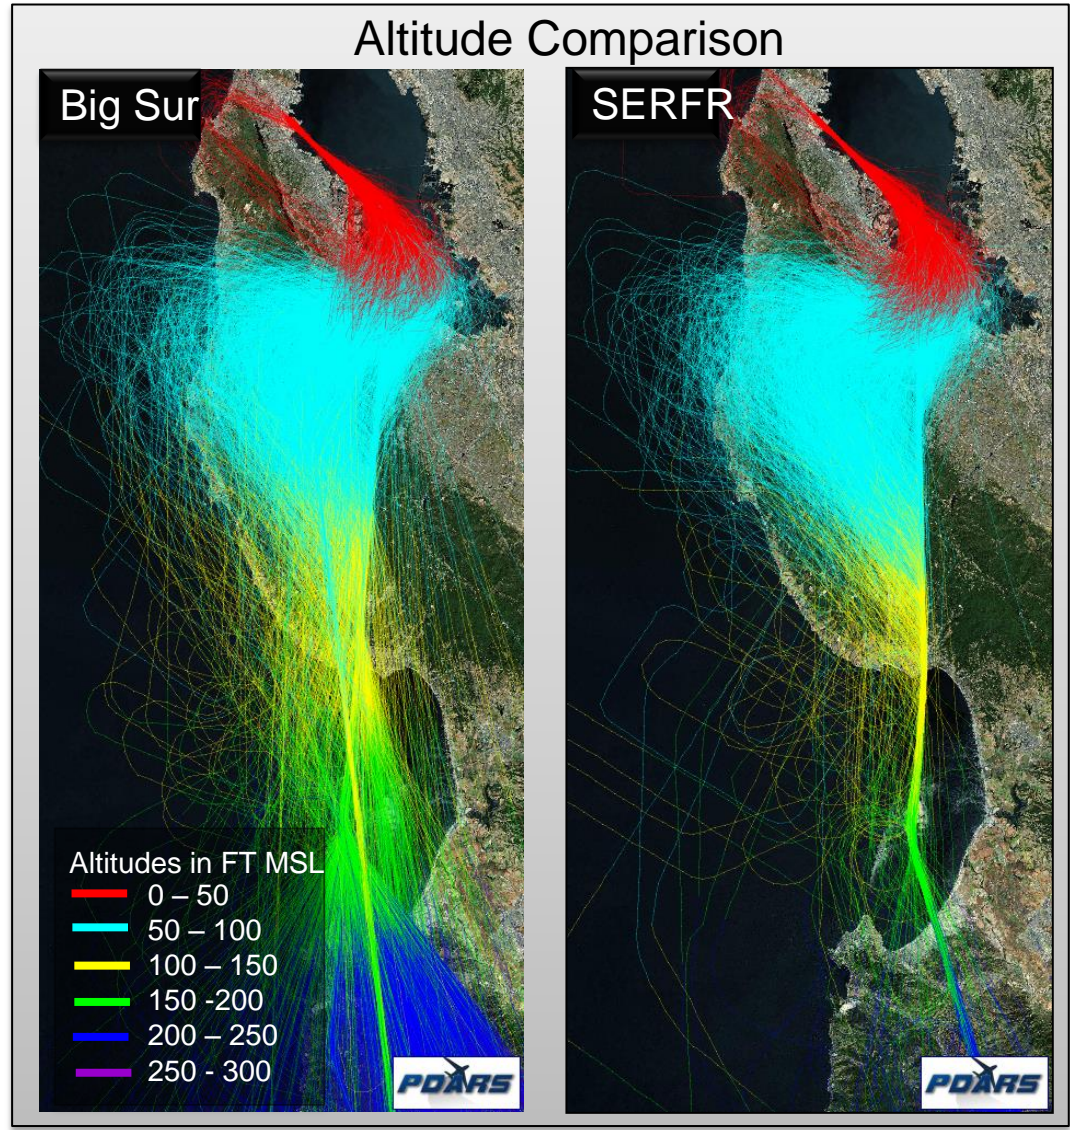 Altitude Comparison
Big Sur
SERFR
Altitudes in FT MSL
0 – 50
50 – 100
100 – 150
150 -200
200 – 250
250 - 300
PDARS
PDARS